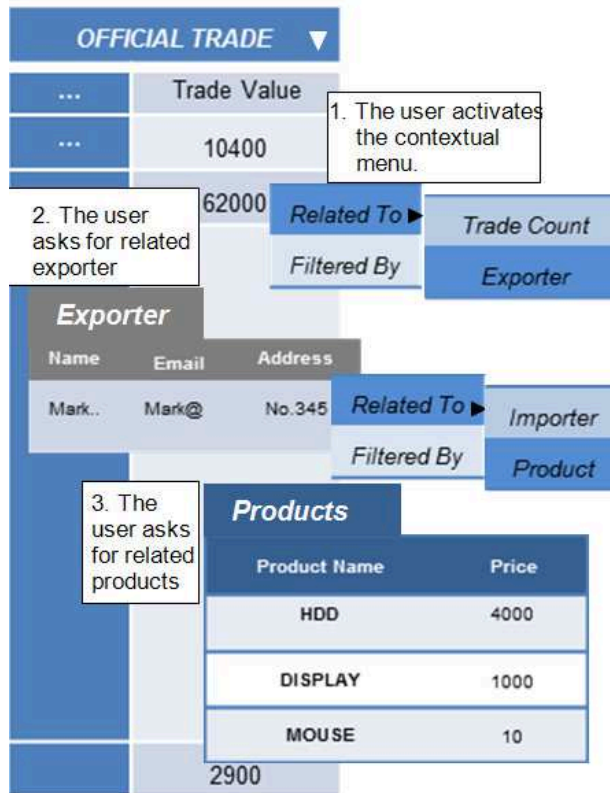 OFFICIAL TRADE ▼
... Trade Value
... 10400
62000
1. The user activates
the contextual
menu.
Related To ▶
Filtered By
Trade Count
Exporter
2. The user
asks for related
exporter
Exporter
Name Email Address
Mark.. Mark@ No.345
Related To ▶
Filtered By
Importer
Product
3. The
user asks
for related
products
Products
Product Name Price
HDD 4000
DISPLAY 1000
MOUSE 10
2900